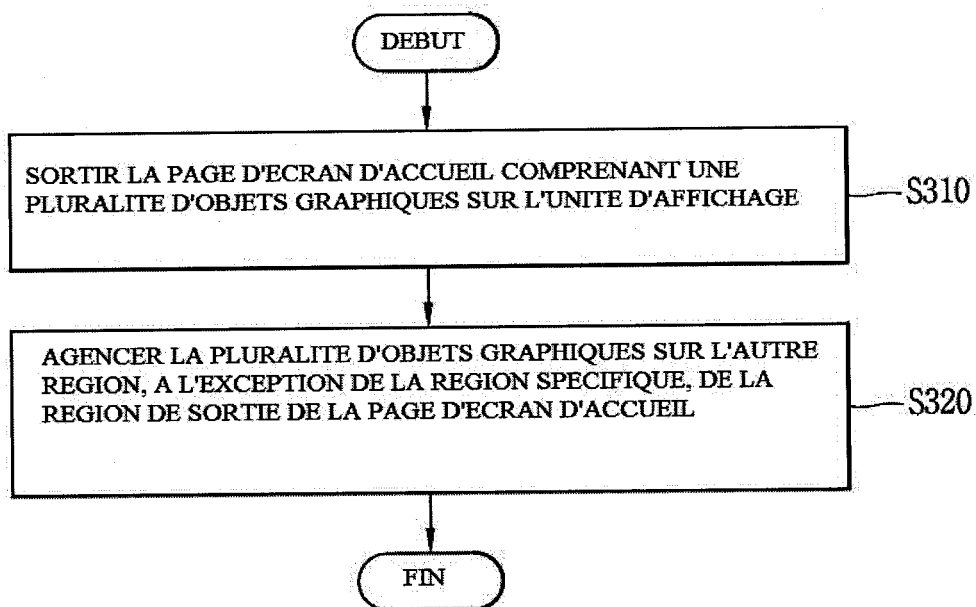 DEBUT
SORTIR LA PAGE D'ECRAN D'ACCUEIL COMPRENANT UNE
PLURALITE D'OBJETS GRAPHIQUES SUR L'UNITE D'AFFICHAGE
S310
AGENCER LA PLURALITE D'OBJETS GRAPHIQUES SUR L'AUTRE
REGION, A L'EXCEPTION DE LA REGION SPECIFIQUE, DE LA
REGION DE SORTIE DE LA PAGE D'ECRAN D'ACCUEIL
S320
FIN